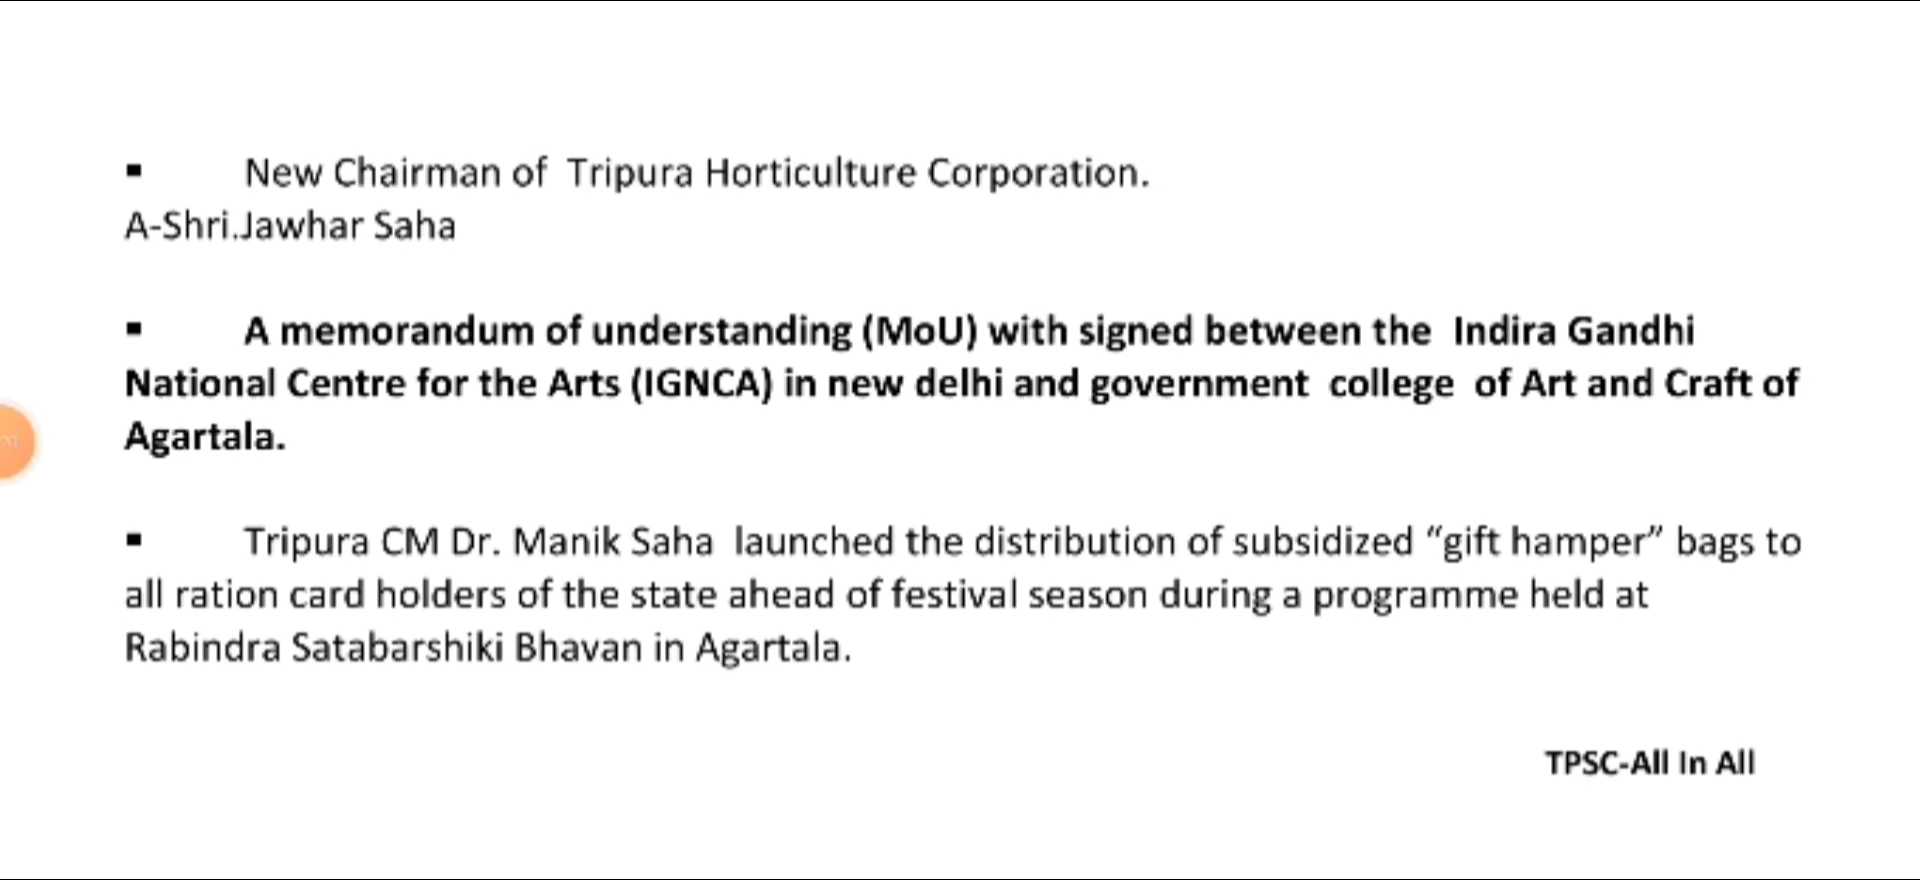 ▪ New Chairman of Tripura Horticulture Corporation.
A-Shri.Jawhar Saha
▪ A memorandum of understanding (MoU) with signed between the Indira Gandhi
National Centre for the Arts (IGNCA) in new delhi and government college of Art and Craft of
Agartala.
▪ Tripura CM Dr. Manik Saha launched the distribution of subsidized “gift hamper” bags to
all ration card holders of the state ahead of festival season during a programme held at
Rabindra Satabarshiki Bhavan in Agartala.
TPSC-All In All